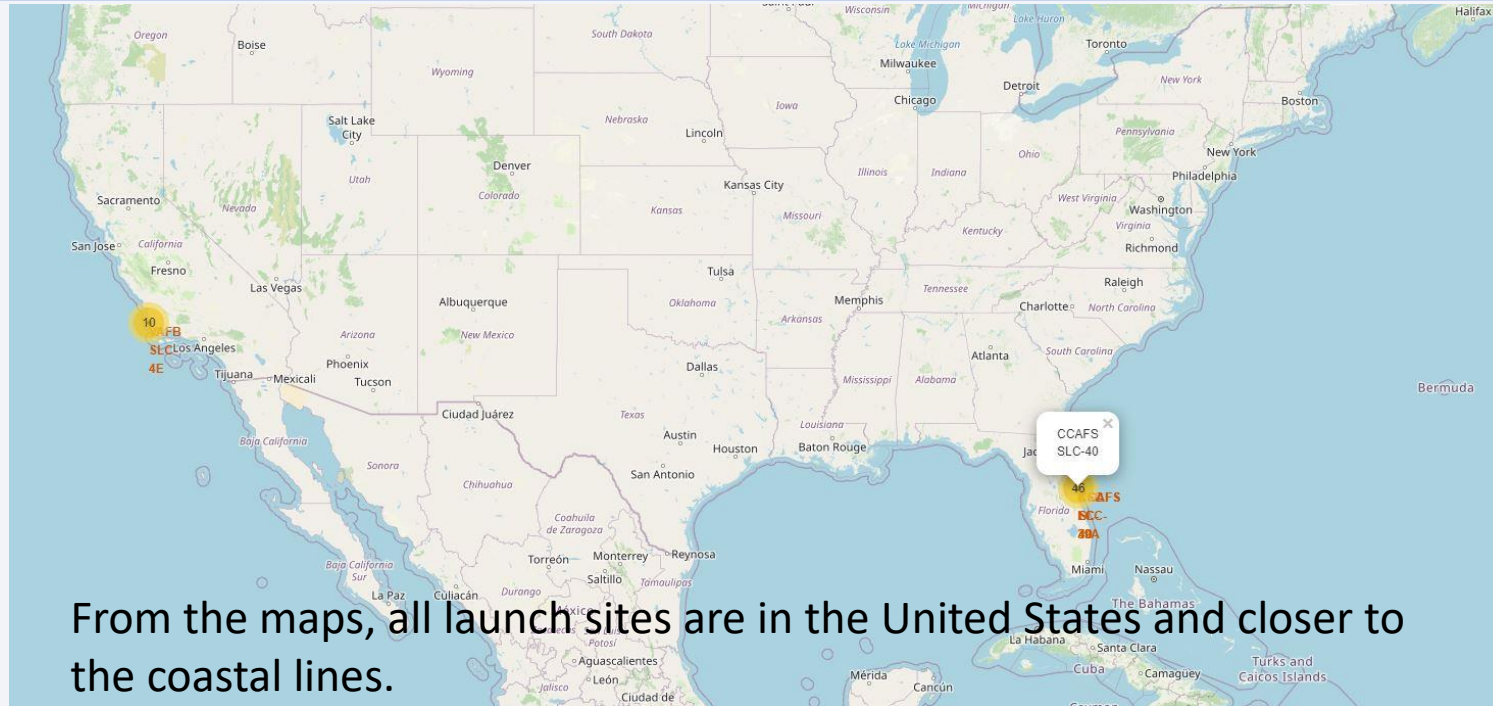 Wisconsin
Michigan
Lake Huron
Halifax
Oregon
Boise
South Dakota
Lake Michigan
Toronto
Milwaukee
Wyoming
Detroit
New York
Chicago
Boston
Salt Lake
City
Nebraska
Iowa
Lincoln
Pennsylvania
Denver
Ohio
New York
Utah
Illinois
Indiana
Philadelphia
Colorado
Kansas City
Sacramento
Nevada
Kansas
Missouri
West Virginia
Washington
Virginia
Kentucky
Richmond
San Jose
California
Fresno
Tulsa
Las Vegas
Raleigh
Albuquerque
Oklahoma
Memphis
Tennessee
Charlotte
North Carolina
10
Arkansas
Arizona
New Mexico
SLC
Los Angeles
4E
Phoenix
Atlanta
South Carolina
Tijuana
Mexicali
Tucson
Dallas
Mississippi
Alabama
Bermuda
Ciudad Juárez
Texas
Louisiana
CCAFS
SLC-40
×
Austin
Houston
Baton Rouge
Baja California
Sonora
San Antonio
46
Chihuahua
Florida
Coahuila
de Zaragoza
Torreón
Monterrey
Reynosa
Miami
Nassau
Baja California
Sur
Saltillo
Tamaulipas
La Paz
Culiacán
Durango
The Bahamas
From the maps, all launch sites are in the United States and closer to
the coastal lines.
La Habana
Santa Clara
Potosí
Aguascalientes
León
Cuba
Camaguey
Turks and
Caicos Islands
Mérida
Cancún
Jalisco
Ciudad de